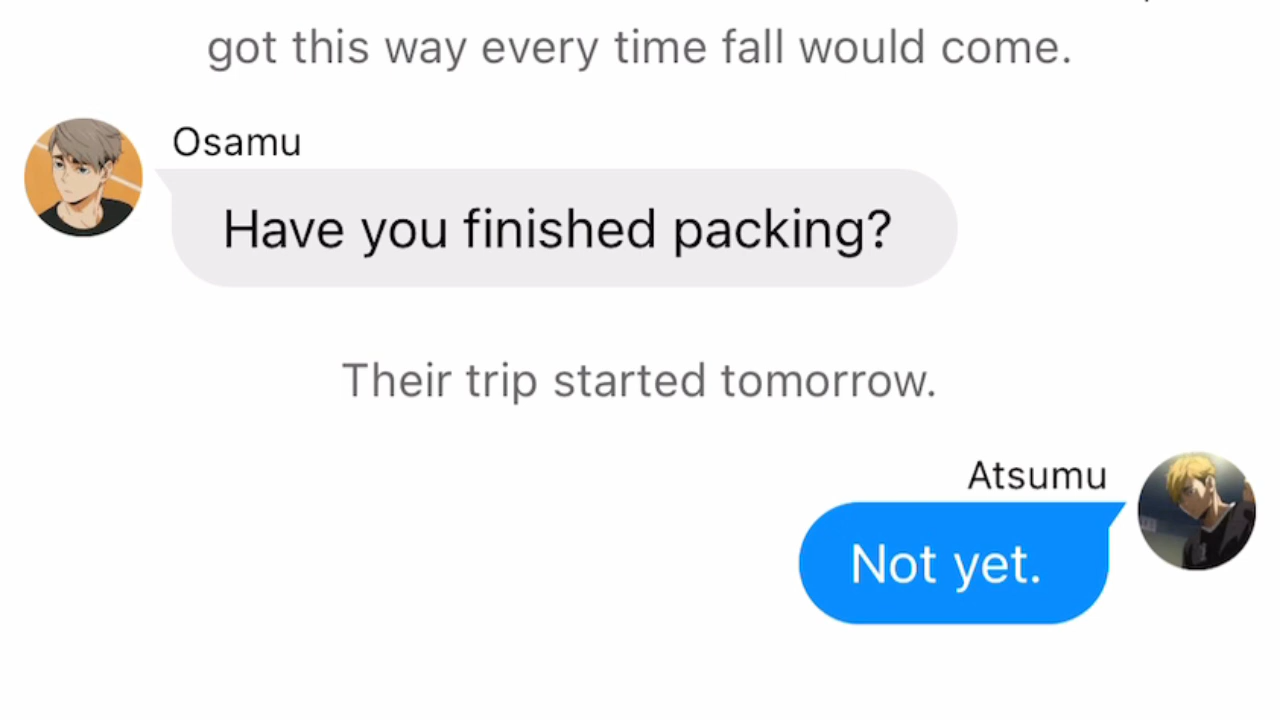 got this way every time fall would come.
Osamu
Have you finished packing?
Their trip started tomorrow.
Atsumu
Not yet.